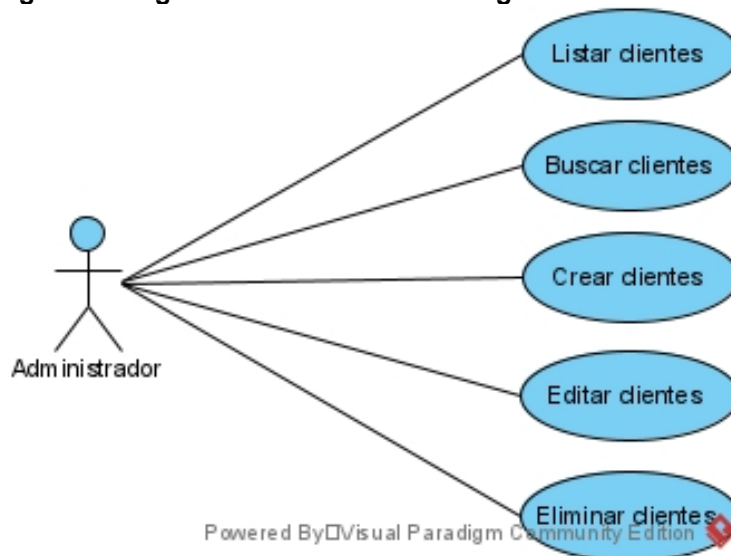 Listar clientes
Buscar clientes
Crear clientes
Administrador
Editar clientes
Eliminar clientes
Powered By□Visual Paradigm Community Edition